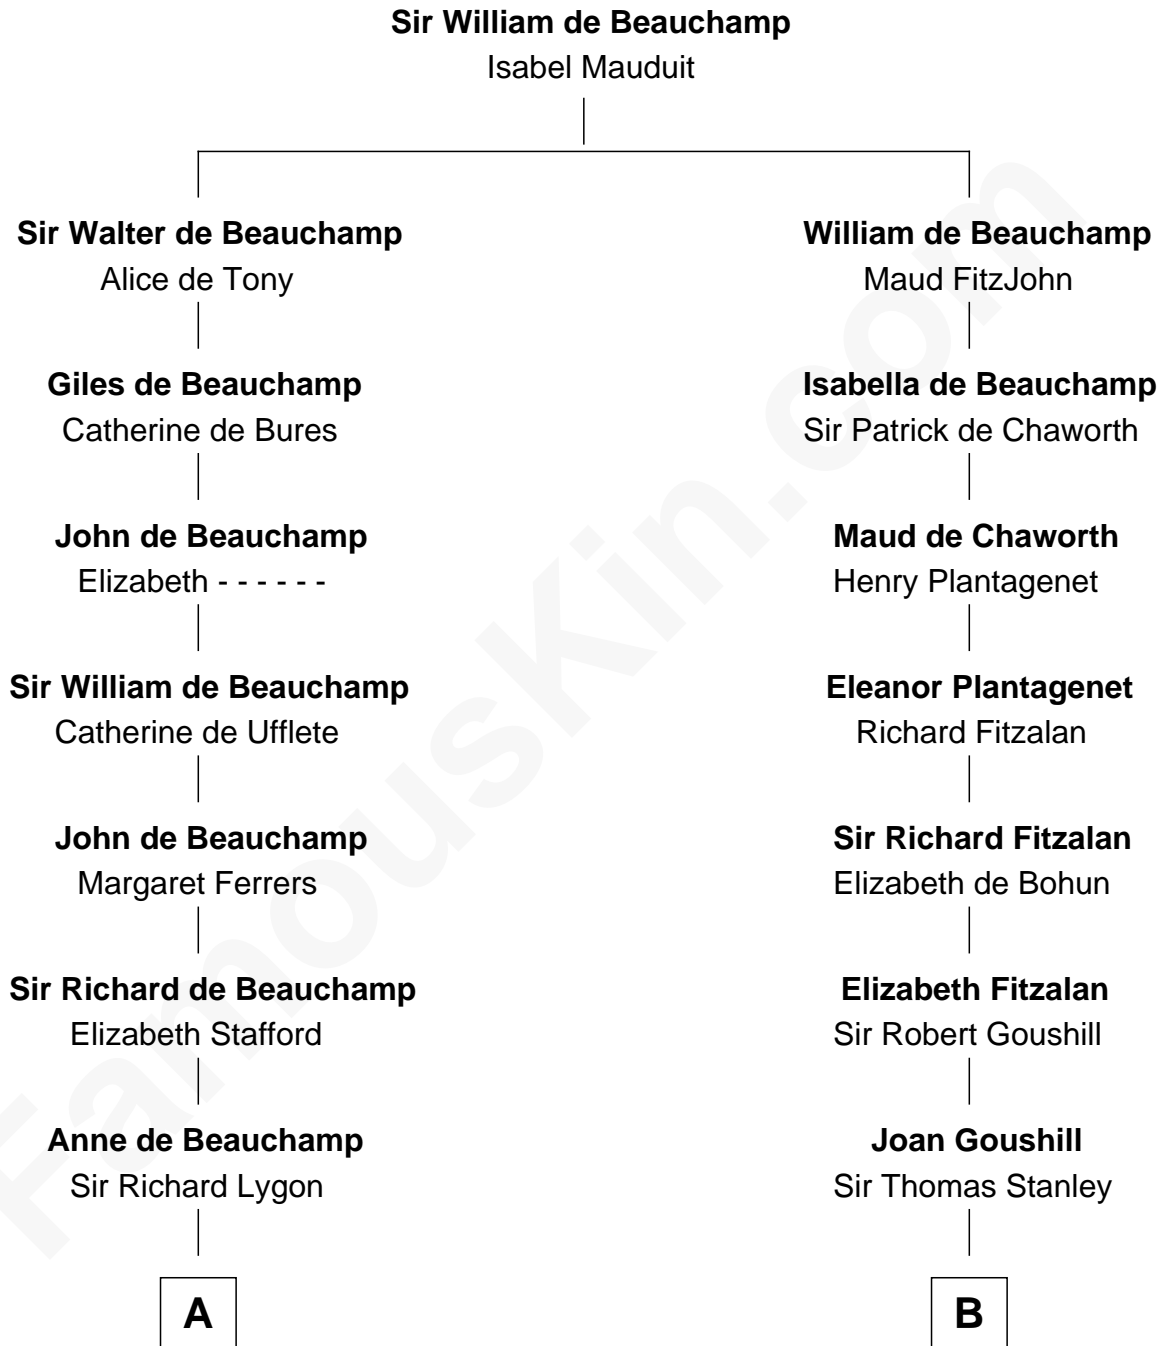 Sir William de Beauchamp
Isabel Mauduit
Sir Walter de Beauchamp
Alice de Tony
William de Beauchamp
Maud FitzJohn
Giles de Beauchamp
Catherine de Bures
Isabella de Beauchamp
Sir Patrick de Chaworth
John de Beauchamp
Elizabeth - - - - - -
Maud de Chaworth
Henry Plantagenet
Sir William de Beauchamp
Catherine de Ufflete
Eleanor Plantagenet
Richard Fitzalan
John de Beauchamp
Margaret Ferrers
Sir Richard Fitzalan
Elizabeth de Bohun
Sir Richard de Beauchamp
Elizabeth Stafford
Elizabeth Fitzalan
Sir Robert Goushill
Anne de Beauchamp
Sir Richard Lygon
Joan Goushill
Sir Thomas Stanley
A
B
FamousKin.com